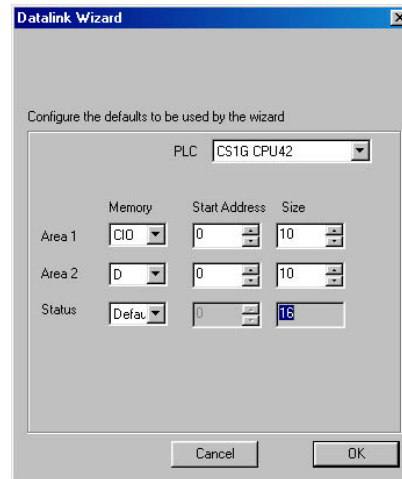 Datalink Wizard
Configure the defaults to be used by the wizard
PLC CS1G CPU42
Memory Start Address Size
Area 1 CIO 0 10
Area 2 D 0 10
Status Defau 0 16
Cancel OK